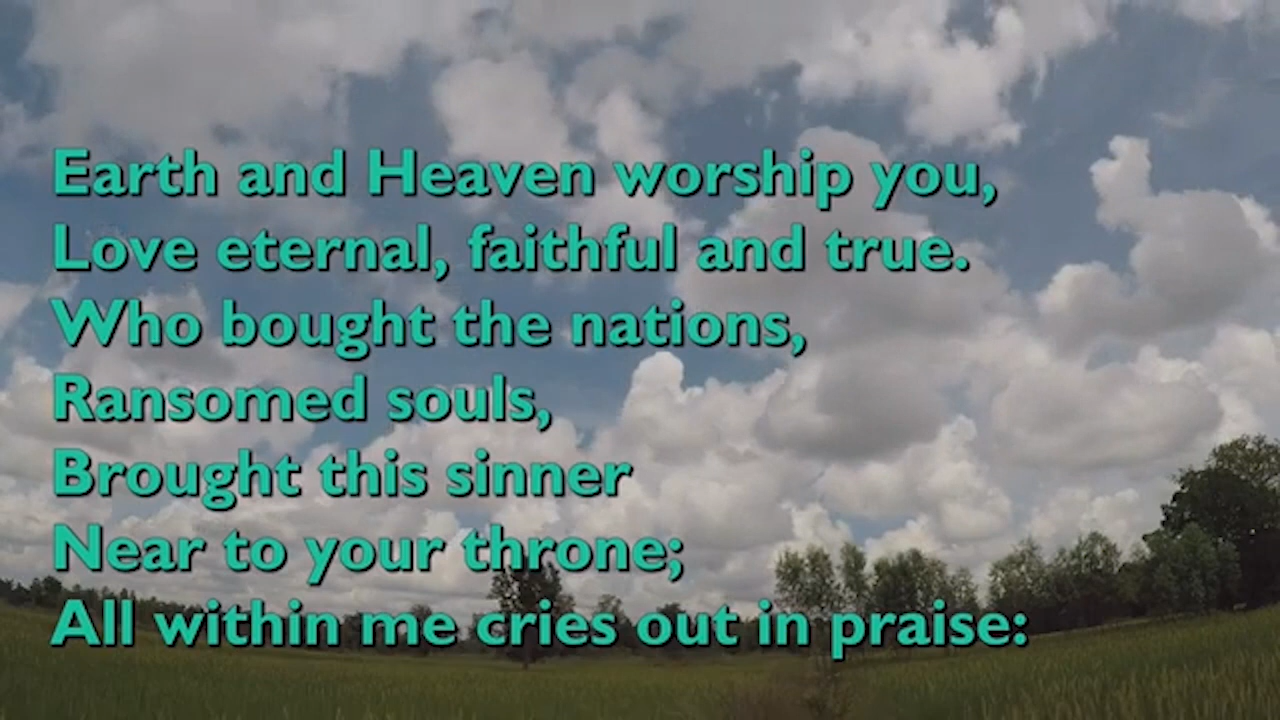 Earth and Heaven worship you,
Love eternal, faithful and true.
Who bought the nations,
Ransomed souls,
Brought this sinner
Near to your throne;
All within me cries out in praise: